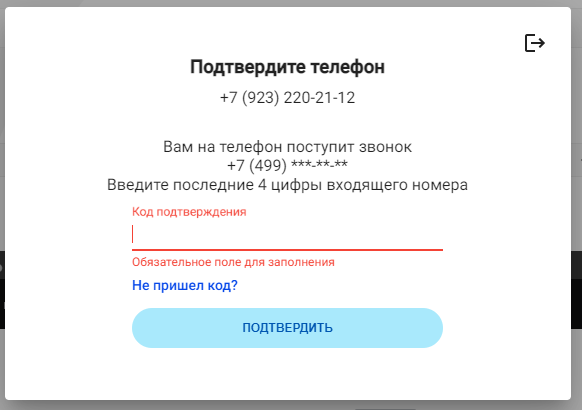 Подтвердите телефон
+7 (923) 220-21-12
Вам на телефон поступит звонок
+7 (499) ***-**-**
Введите последние 4 цифры входящего номера
Код подтверждения
Обязательное поле для заполнения
Не пришел код?
ПОДТВЕРДИТЬ